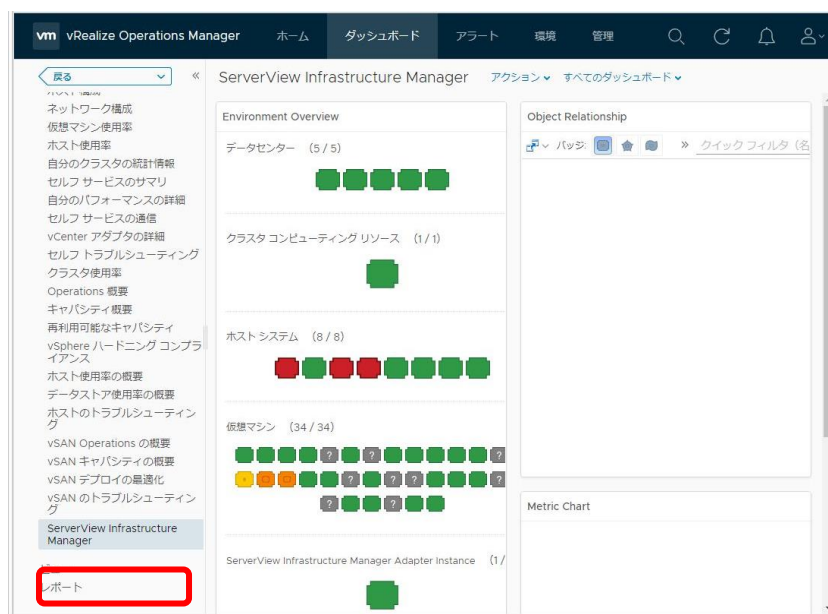 vm vRealize Operations Manager ホーム ダッシュボード アラート 環境 管理
戻る
«
ServerView Infrastructure Manager アクション すべてのダッシュボード
ネットワーク構成
仮想マシン使用率
ホスト使用率
自分のクラスタの統計情報
セルフ サービスのサマリ
自分のパフォーマンスの詳細
セルフ サービスの通信
vCenter アダプタの詳細
セルフ トラブルシューティング
クラスタ使用率
Operations 概要
キャパシティ概要
再利用可能なキャパシティ
vSphere ハードニング コンプラ
イアンス
ホスト使用率の概要
データストア使用率の概要
ホストのトラブルシューティン
グ
vSAN Operations の概要
vSAN キャパシティの概要
vSAN デプロイの最適化
vSAN のトラブルシューティン
グ
ServerView Infrastructure
Manager
レポート
Environment Overview
データセンター (5 / 5)
クラスタ コンピューティング リソース (1 / 1)
ホスト システム (8 / 8)
仮想マシン (34 / 34)
ServerView Infrastructure Manager Adapter Instance (1 /
Object Relationship
バッジ: » クイック フィルタ (名
Metric Chart